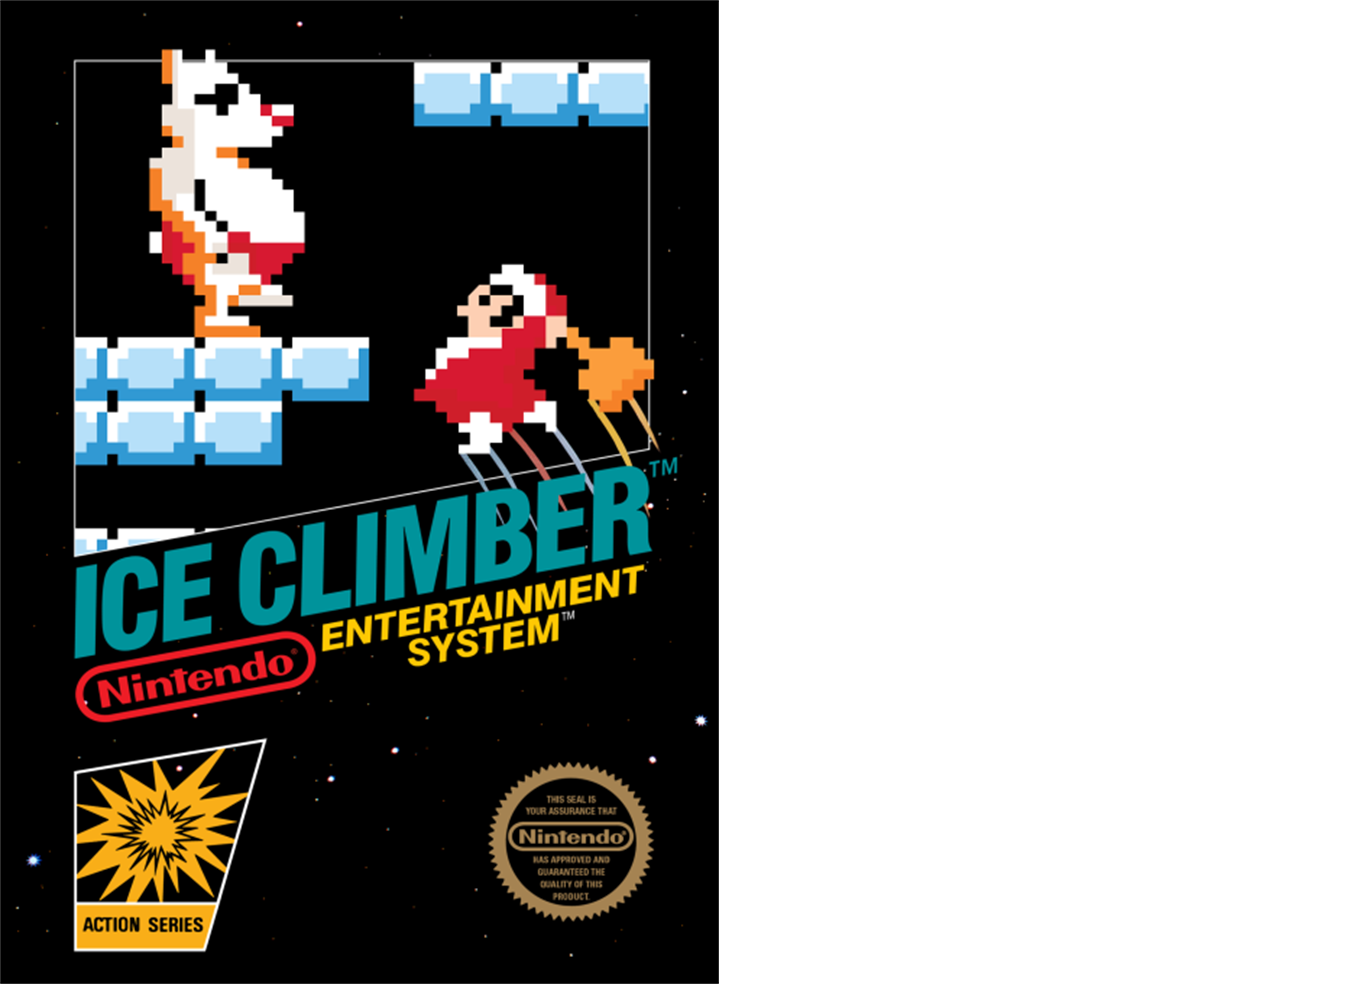 ICE CLIMBER™
Nintendo®
ENTERTAINMENT
SYSTEM™
ACTION SERIES
THIS SEAL IS
YOUR ASSURANCE THAT
Nintendo®
HAS APPROVED AND
GUARANTEED THE
QUALITY OF THIS
PRODUCT.